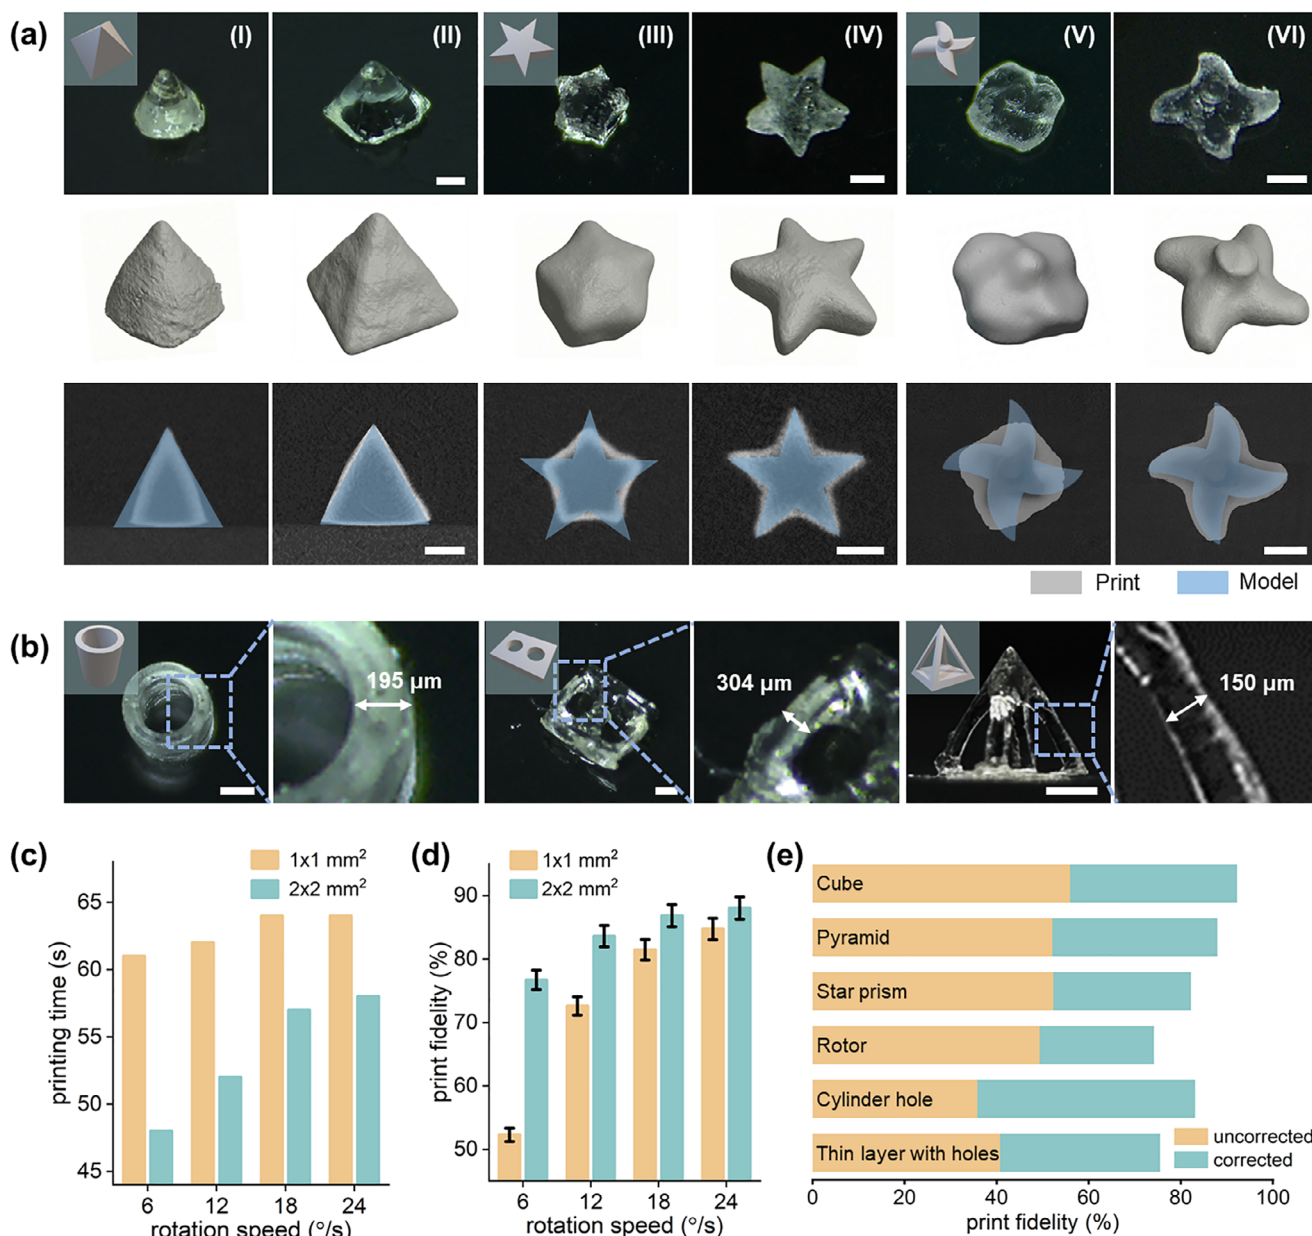 (a)
(I)
(II)
(III)
(IV)
(V)
(VI)
Print
Model
(b)
195 μm
304 μm
150 μm
(c)
1x1 mm²
2x2 mm²
printing time (s)
65
60
55
50
45
6
12
18
24
rotation speed (°/s)
(d)
1x1 mm²
2x2 mm²
print fidelity (%)
90
80
70
60
50
6
12
18
24
rotation speed (°/s)
(e)
Cube
Pyramid
Star prism
Rotor
Cylinder hole
Thin layer with holes
uncorrected
corrected
0
20
40
60
80
100
print fidelity (%)